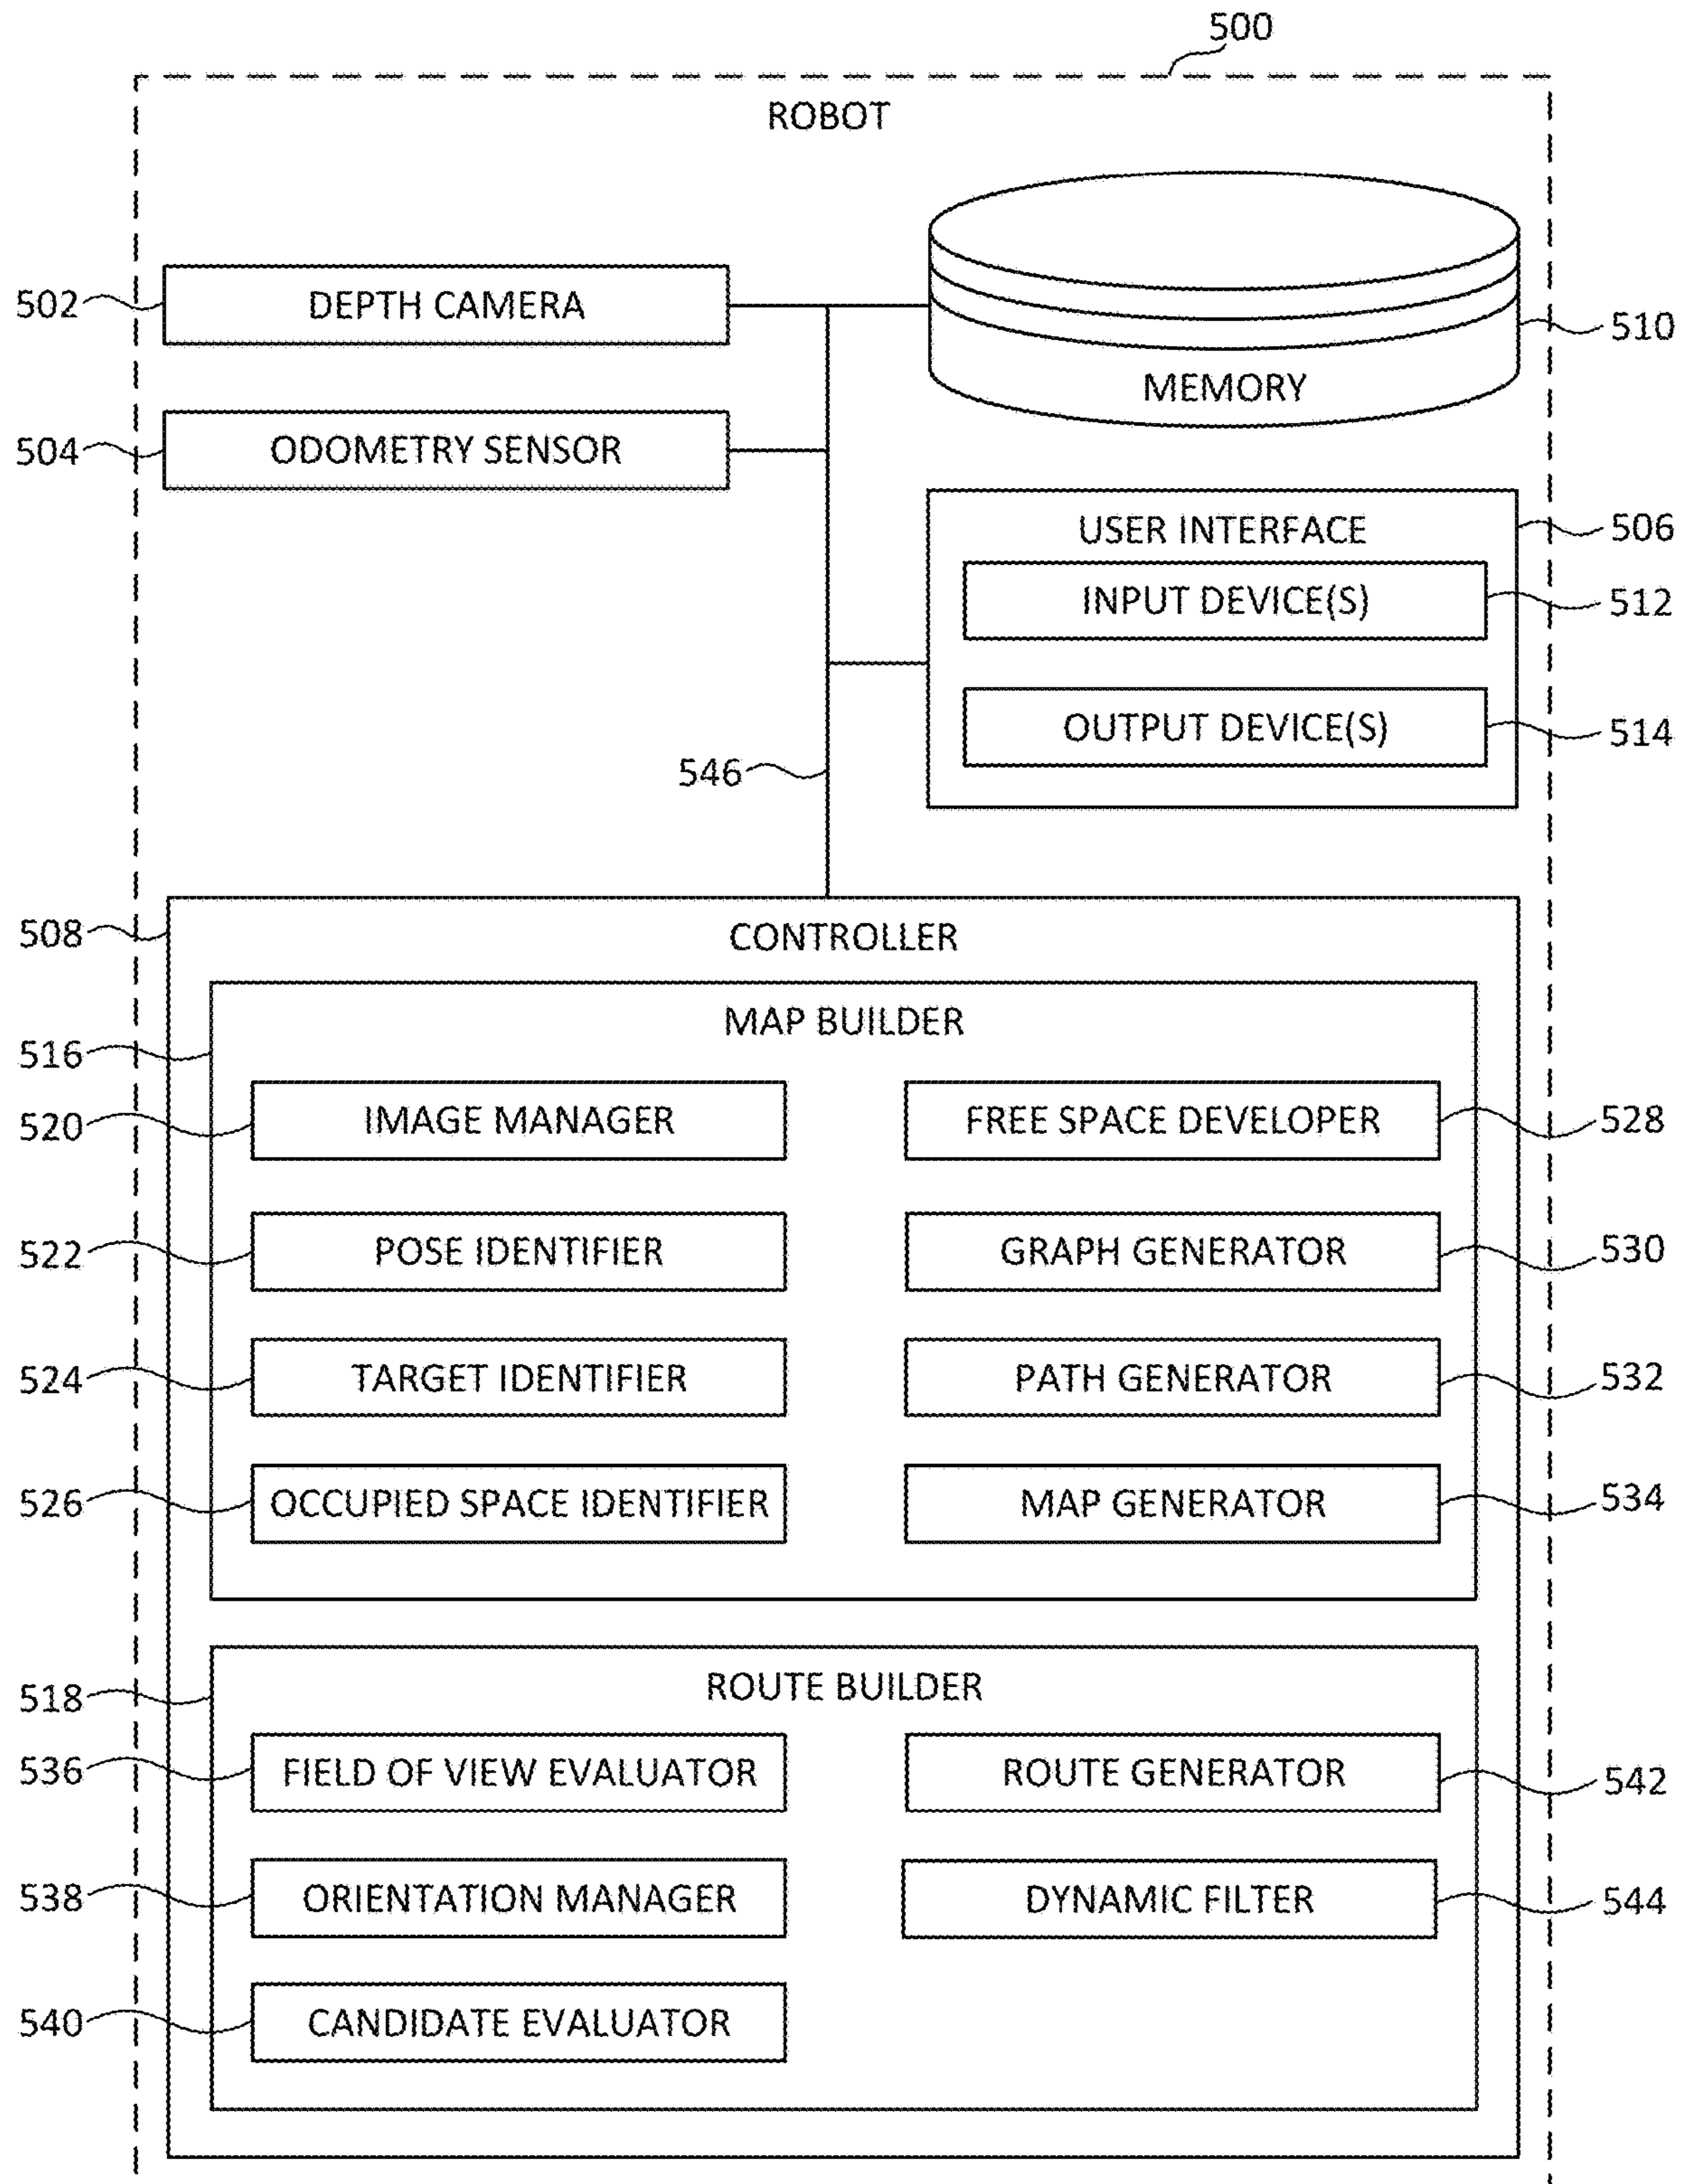 500
ROBOT
502
DEPTH CAMERA
510
MEMORY
504
ODOMETRY SENSOR
USER INTERFACE
506
INPUT DEVICE(S)
512
OUTPUT DEVICE(S)
514
546
508
CONTROLLER
MAP BUILDER
516
520
IMAGE MANAGER
FREE SPACE DEVELOPER
528
522
POSE IDENTIFIER
GRAPH GENERATOR
530
524
TARGET IDENTIFIER
PATH GENERATOR
532
526
OCCUPIED SPACE IDENTIFIER
MAP GENERATOR
534
518
ROUTE BUILDER
536
FIELD OF VIEW EVALUATOR
ROUTE GENERATOR
542
538
ORIENTATION MANAGER
DYNAMIC FILTER
544
540
CANDIDATE EVALUATOR